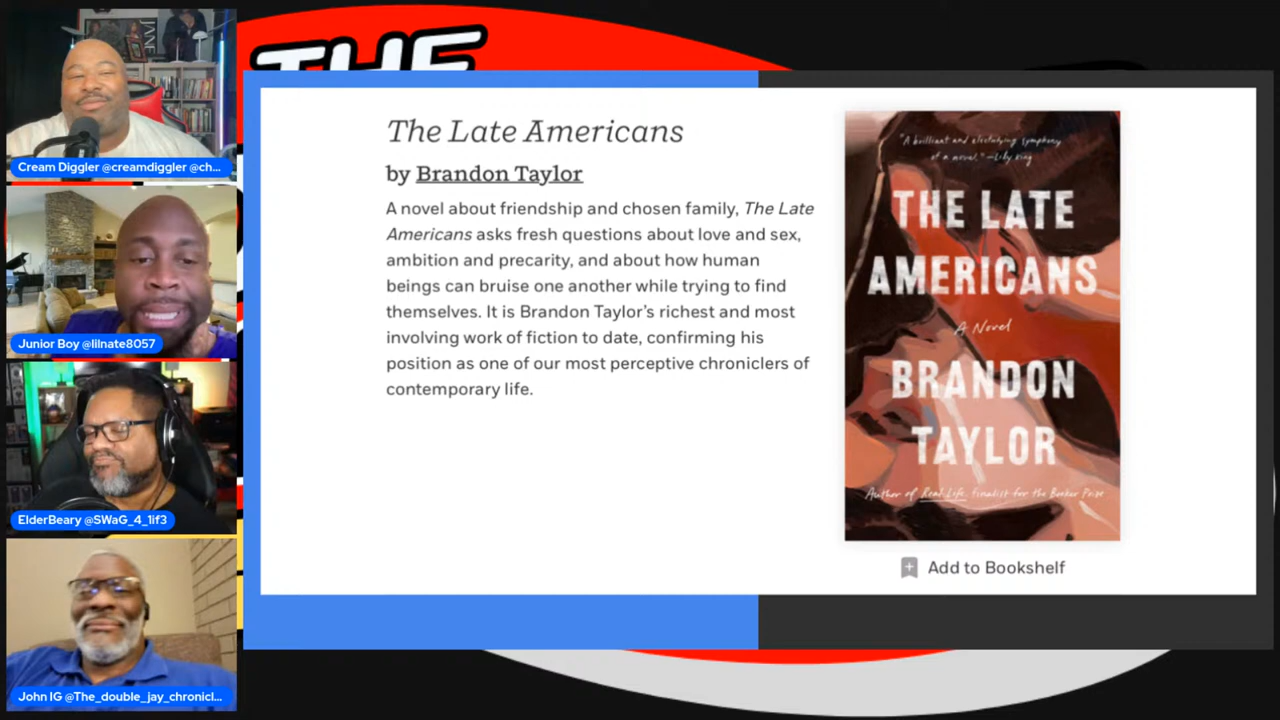 THE
Cream Diggler @creamdiggler @ch...
Junior Boy @lilnate8057
ElderBeary @SWaG_4_1if3
John IG @The_double_jay_chronicl...
The Late Americans
by Brandon Taylor
A novel about friendship and chosen family, The Late
Americans asks fresh questions about love and sex,
ambition and precarity, and about how human
beings can bruise one another while trying to find
themselves. It is Brandon Taylor’s richest and most
involving work of fiction to date, confirming his
position as one of our most perceptive chroniclers of
contemporary life.
"A brilliant and electrifying symphony
of a novel." —Lily King
THE LATE
AMERICANS
A Novel
BRANDON
TAYLOR
Author of Real Life, finalist for the Booker Prize
Add to Bookshelf